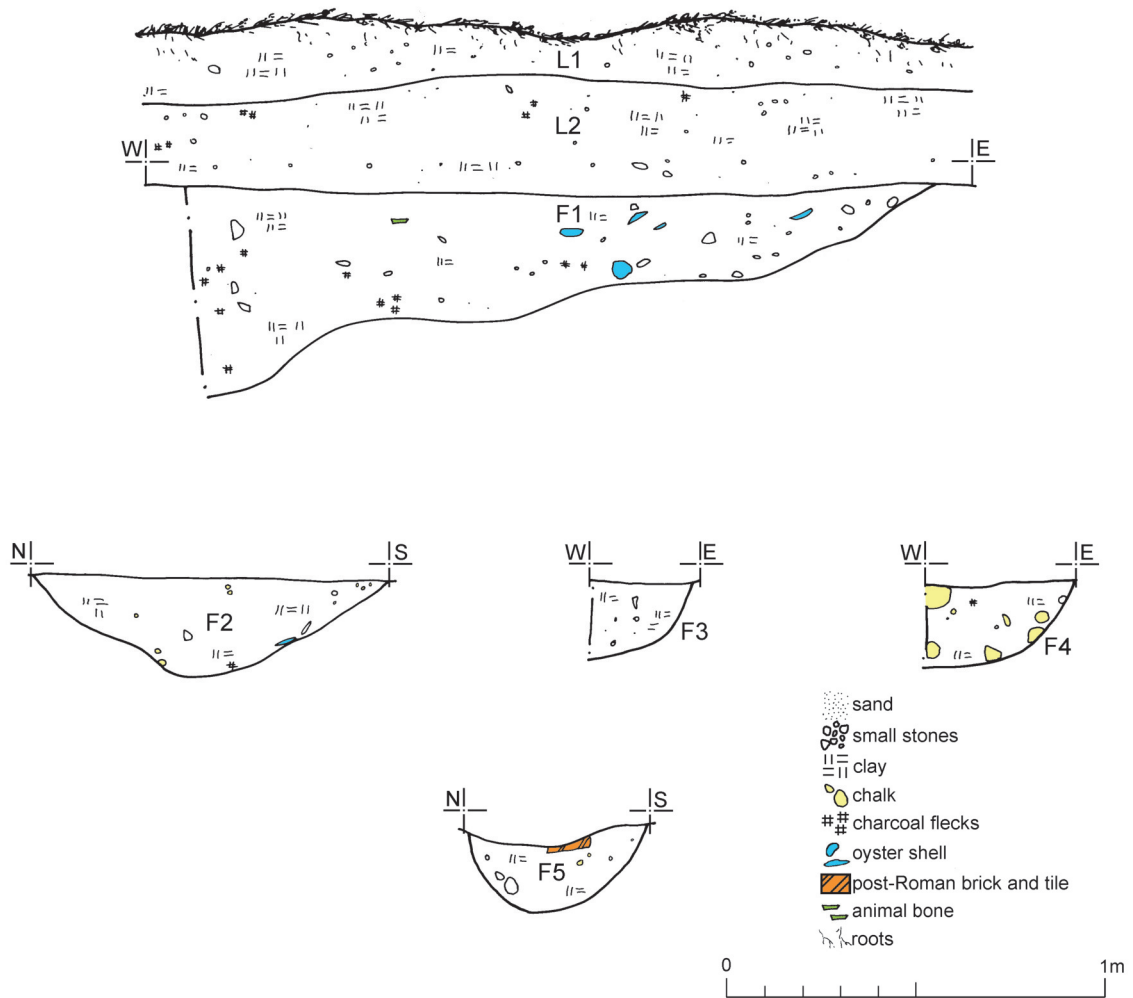 L1
L2
W E
F1
N S
W E
W E
F2
F3
F4
sand
small stones
clay
chalk
charcoal flecks
oyster shell
post-Roman brick and tile
animal bone
roots
N S
F5
0 1m